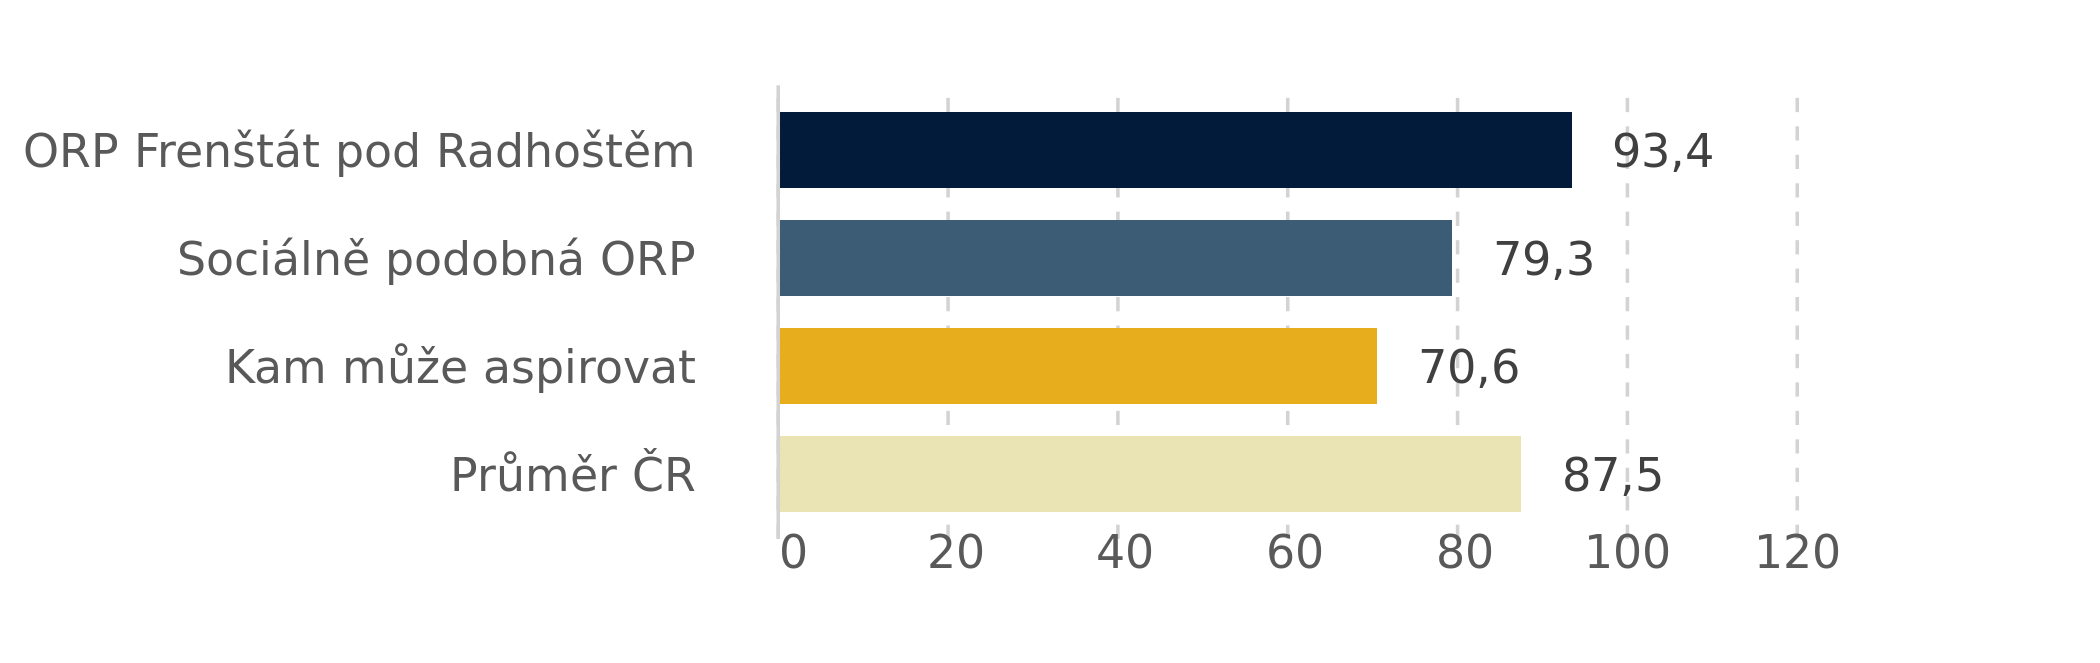 ORP Frenštát pod Radhoštěm 93,4
Sociálně podobná ORP 79,3
Kam může aspirovat 70,6
Průměr ČR 87,5
0 20 40 60 80 100 120